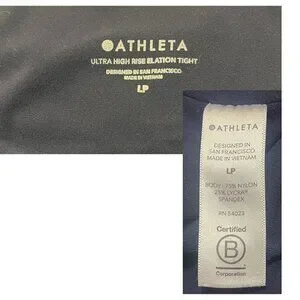 ATHLETA
ULTRA HIGH RISE ELATION TIGHT
DESIGNED IN SAN FRANCISCO.
MADE IN VIETNAM
LP
ATHLETA
DESIGNED IN
SAN FRANCISCO.
MADE IN VIETNAM.
LP
BODY: 75% NYLON
25% LYCRA®
SPANDEX
RN 54023
Certified
B
Corporation